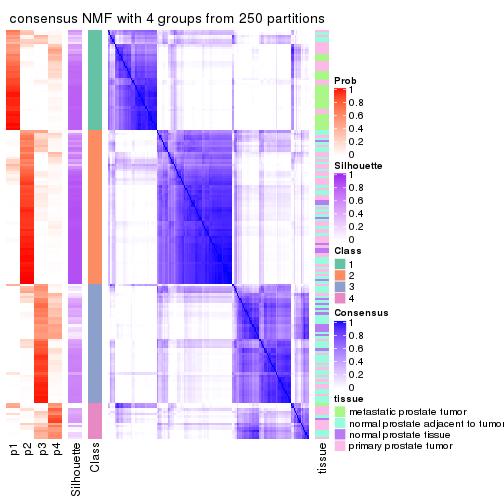 consensus NMF with 4 groups from 250 partitions
Prob
1
0.8
0.6
0.4
0.2
0
Silhouette
1
0.8
0.6
0.4
0.2
0
Class
1
2
3
4
Consensus
1
0.8
0.6
0.4
0.2
0
tissue
metastatic prostate tumor
normal prostate adjacent to tumor
normal prostate tissue
primary prostate tumor
p1
p2
p3
p4
Silhouette
Class
tissue